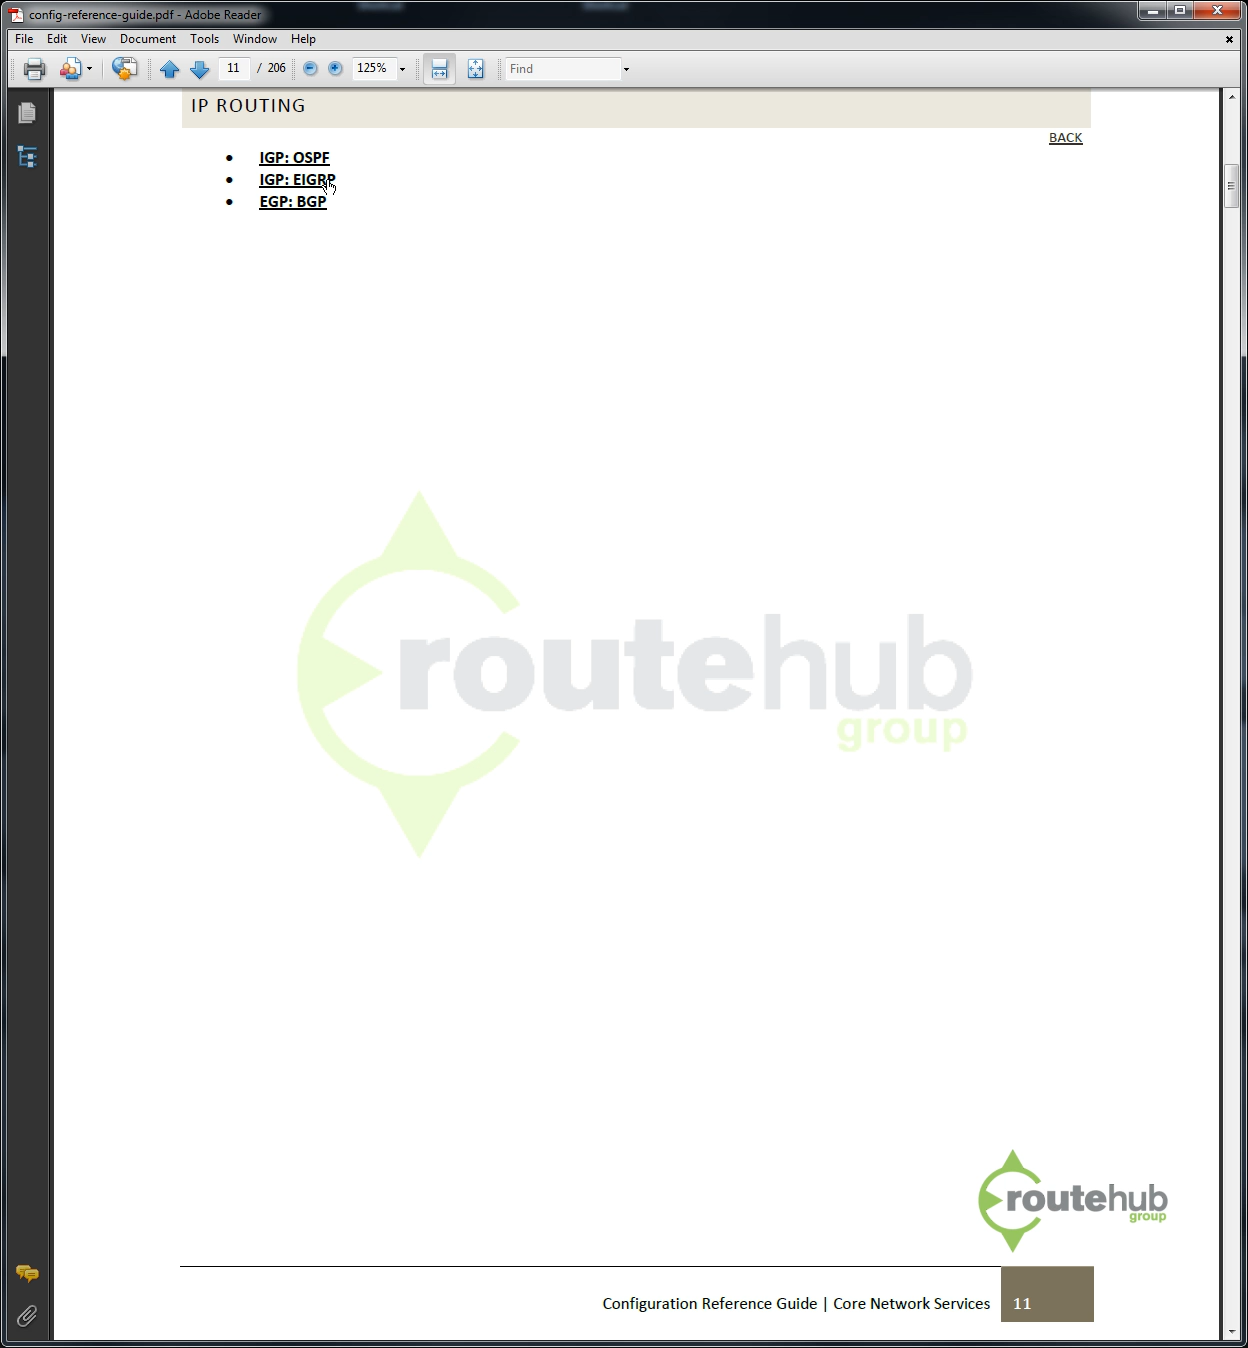 config-reference-guide.pdf - Adobe Reader
File Edit View Document Tools Window Help
11 / 206 125% Find
IP ROUTING
BACK
• IGP: OSPF
• IGP: EIGRP
• EGP: BGP
routehub
group
routehub
group
Configuration Reference Guide | Core Network Services 11